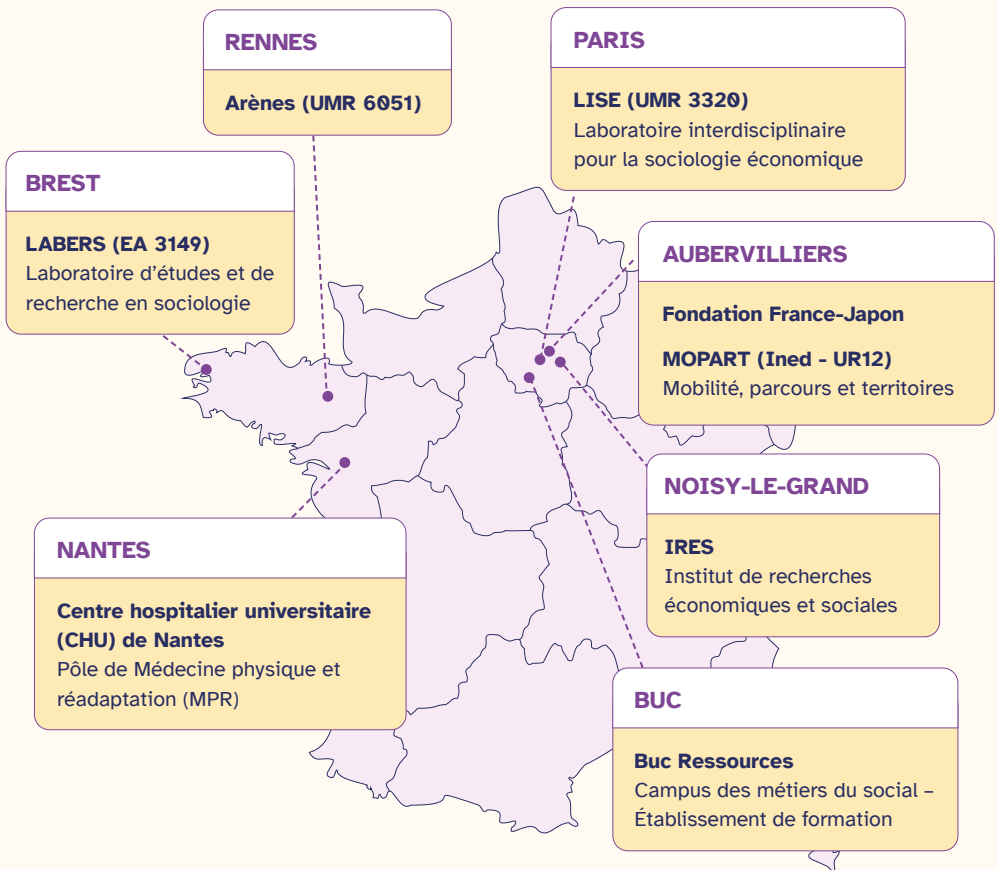 RENNES
Arènes (UMR 6051)
PARIS
LISE (UMR 3320)
Laboratoire interdisciplinaire
pour la sociologie économique
BREST
LABERS (EA 3149)
Laboratoire d’études et de
recherche en sociologie
AUBERVILLIERS
Fondation France-Japon
MOPART (Ined - UR12)
Mobilité, parcours et territoires
NOISY-LE-GRAND
IRES
Institut de recherches
économiques et sociales
NANTES
Centre hospitalier universitaire
(CHU) de Nantes
Pôle de Médecine physique et
réadaptation (MPR)
BUC
Buc Ressources
Campus des métiers du social –
Établissement de formation